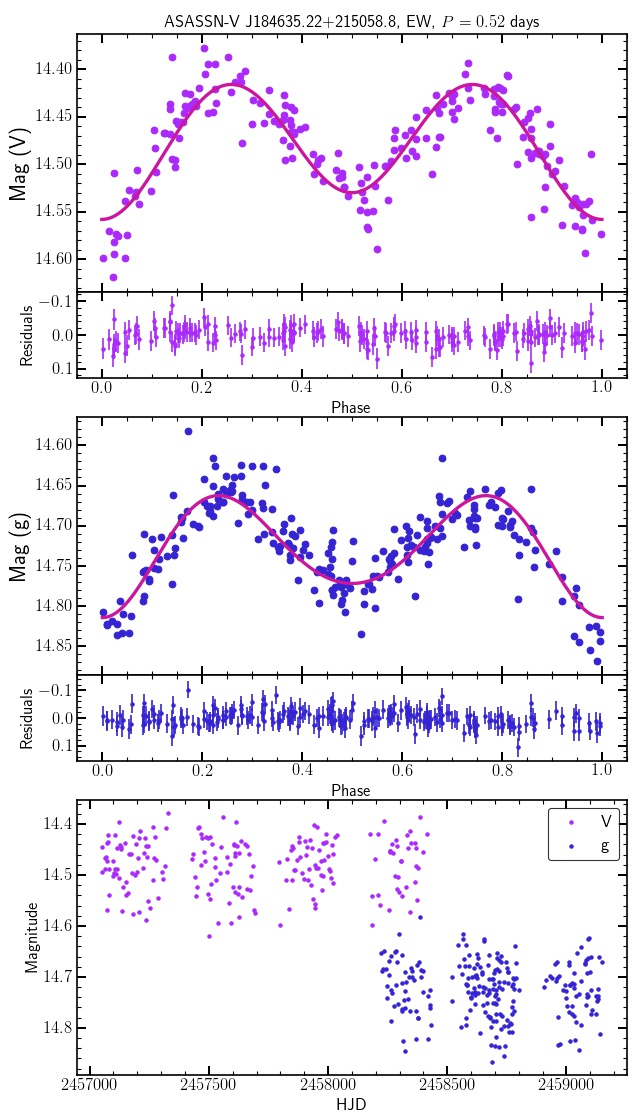 ASASSN-V J184635.22+215058.8, EW, P = 0.52 days
14.40
14.45
14.50
14.55
14.60
Mag (V)
−0.1
0.0
0.1
Residuals
0.0 0.2 0.4 0.6 0.8 1.0
Phase
14.60
14.65
14.70
14.75
14.80
14.85
Mag (g)
−0.1
0.0
0.1
Residuals
0.0 0.2 0.4 0.6 0.8 1.0
Phase
14.4
14.5
14.6
14.7
14.8
Magnitude
V
g
2457000 2457500 2458000 2458500 2459000
HJD